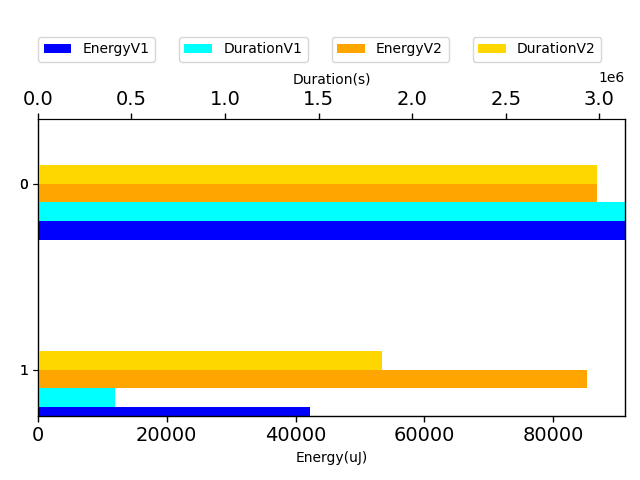 EnergyV1 DurationV1 EnergyV2 DurationV2
Duration(s)
1e6
0.0 0.5 1.0 1.5 2.0 2.5 3.0
0
1
0 20000 40000 60000 80000
Energy(uJ)